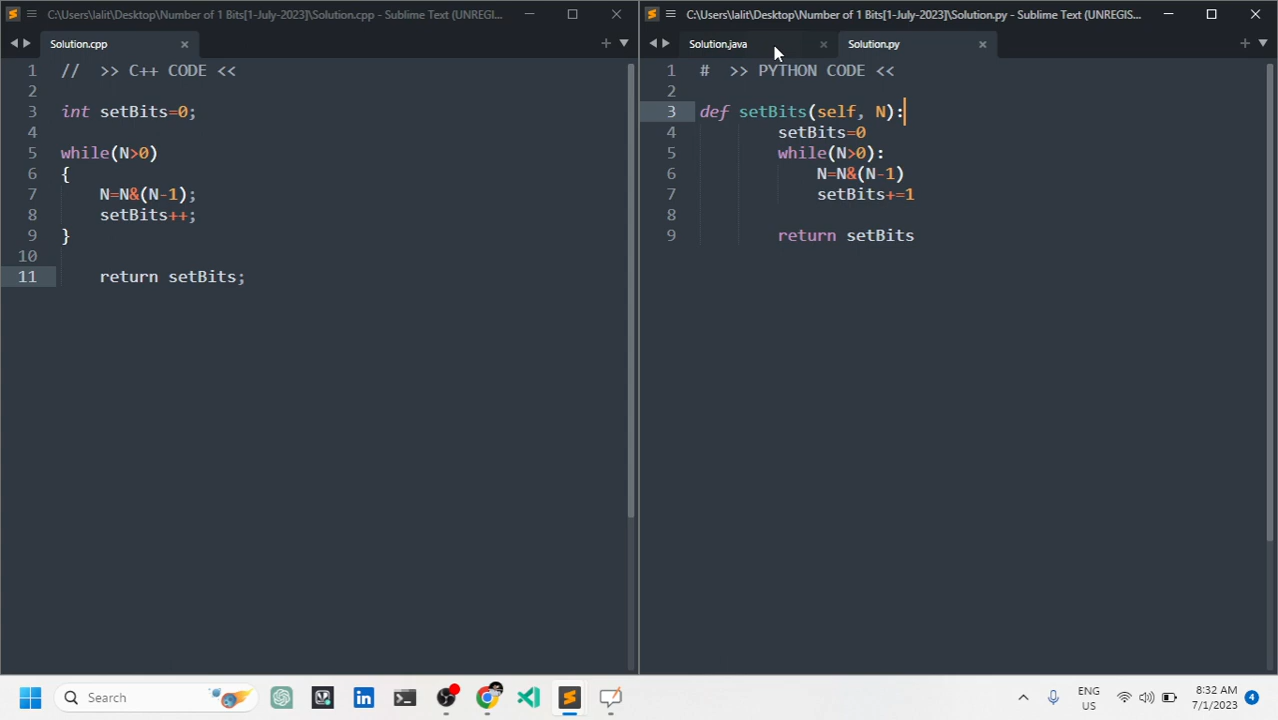 C:\Users\lalit\Desktop\Number of 1 Bits[1-July-2023]\Solution.cpp - Sublime Text (UNREGIS...
Solution.cpp
1 // >> C++ CODE <<
2
3 int setBits=0;
4
5 while(N>0)
6 {
7 N=N&(N-1);
8 setBits++;
9 }
10
11 return setBits;
C:\Users\lalit\Desktop\Number of 1 Bits[1-July-2023]\Solution.py - Sublime Text (UNREGIS...
Solution.java Solution.py
1 # >> PYTHON CODE <<
2
3 def setBits(self, N):
4 setBits=0
5 while(N>0):
6 N=N&(N-1)
7 setBits+=1
8
9 return setBits
Search
ENG
US
8:32 AM
7/1/2023
4